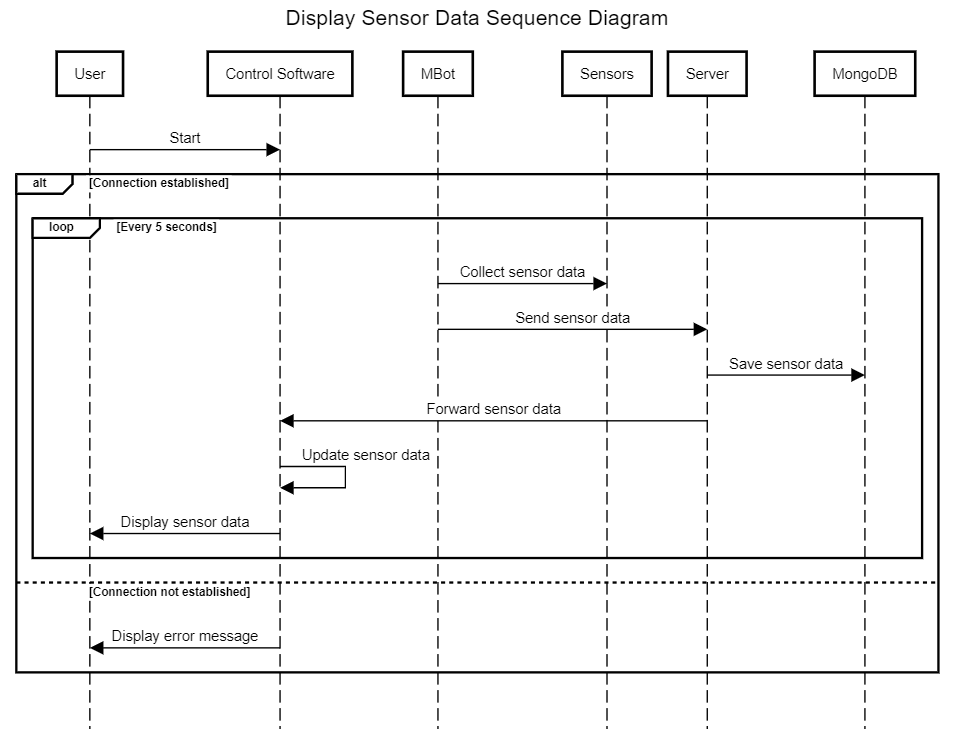 Display Sensor Data Sequence Diagram
User
Control Software
MBot
Sensors
Server
MongoDB
Start
alt
[Connection established]
loop
[Every 5 seconds]
Collect sensor data
Send sensor data
Save sensor data
Forward sensor data
Update sensor data
Display sensor data
[Connection not established]
Display error message